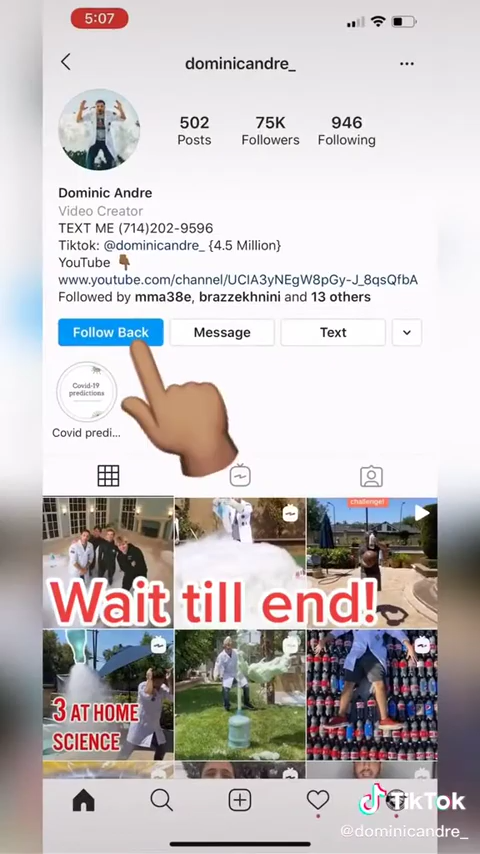 5:07
dominicandre_
502 75K 946
Posts Followers Following
Dominic Andre
Video Creator
TEXT ME (714)202-9596
Tiktok: @dominicandre_ {4.5 Million}
YouTube 👇🏾
www.youtube.com/channel/UCIA3yNEgW8pGy-J_8qsQfbA
Followed by mma38e, brazzekhnini and 13 others
Follow Back Message Text
Covid-19
predictions
Covid predi...
challenge!
Wait till end!
3 AT HOME
SCIENCE
TikTok
@dominicandre_